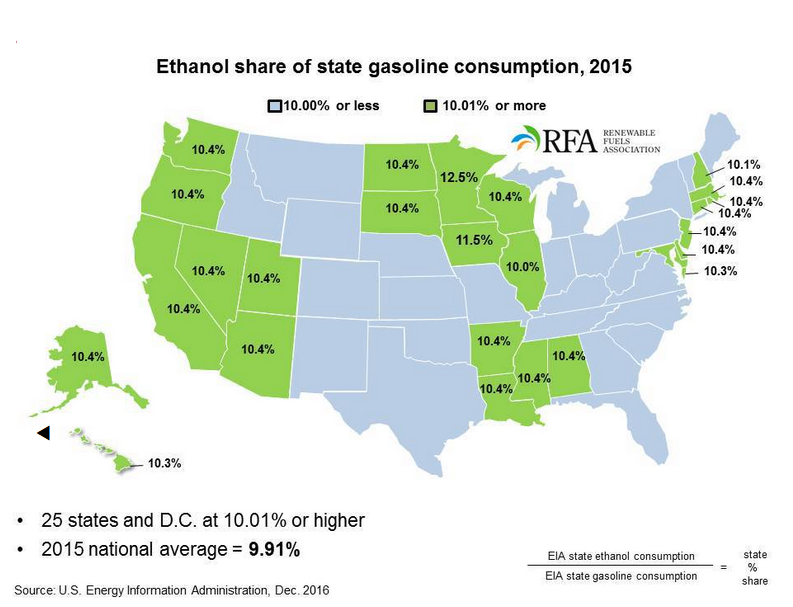 Ethanol share of state gasoline consumption, 2015
10.00% or less
10.01% or more
RFA
RENEWABLE
FUELS
ASSOCIATION
10.4%
10.4%
12.5%
10.4%
10.1%
10.4%
10.4%
10.4%
10.4%
10.4%
10.4%
11.5%
10.4%
10.4%
10.3%
10.4%
10.4%
10.0%
10.4%
10.4%
10.4%
10.4%
10.4%
10.4%
10.4%
10.3%
• 25 states and D.C. at 10.01% or higher
• 2015 national average = 9.91%
EIA state ethanol consumption
EIA state gasoline consumption
=
state
%
share
Source: U.S. Energy Information Administration, Dec. 2016